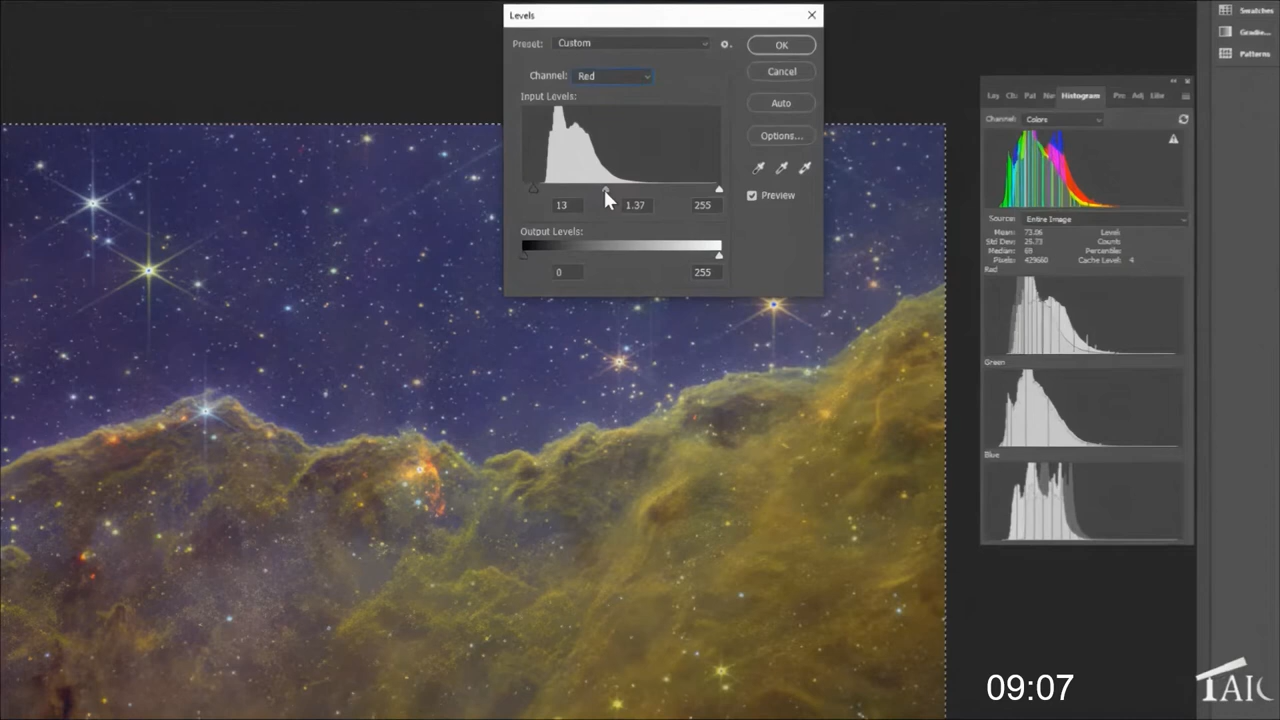 Levels
Preset: Custom
OK
Channel: Red
Cancel
Input Levels:
Auto
Options...
Preview
13 1.37 255
Output Levels:
0 255
Swatches
Gradie...
Patterns
Histogram
Channel: Colors
Source: Entire Image
Mean: 73.06 Level:
Std Dev: 25.73 Count:
Median: 69 Percentile:
Pixels: 429660 Cache Level: 4
Red
Green
Blue
09:07
TAIC